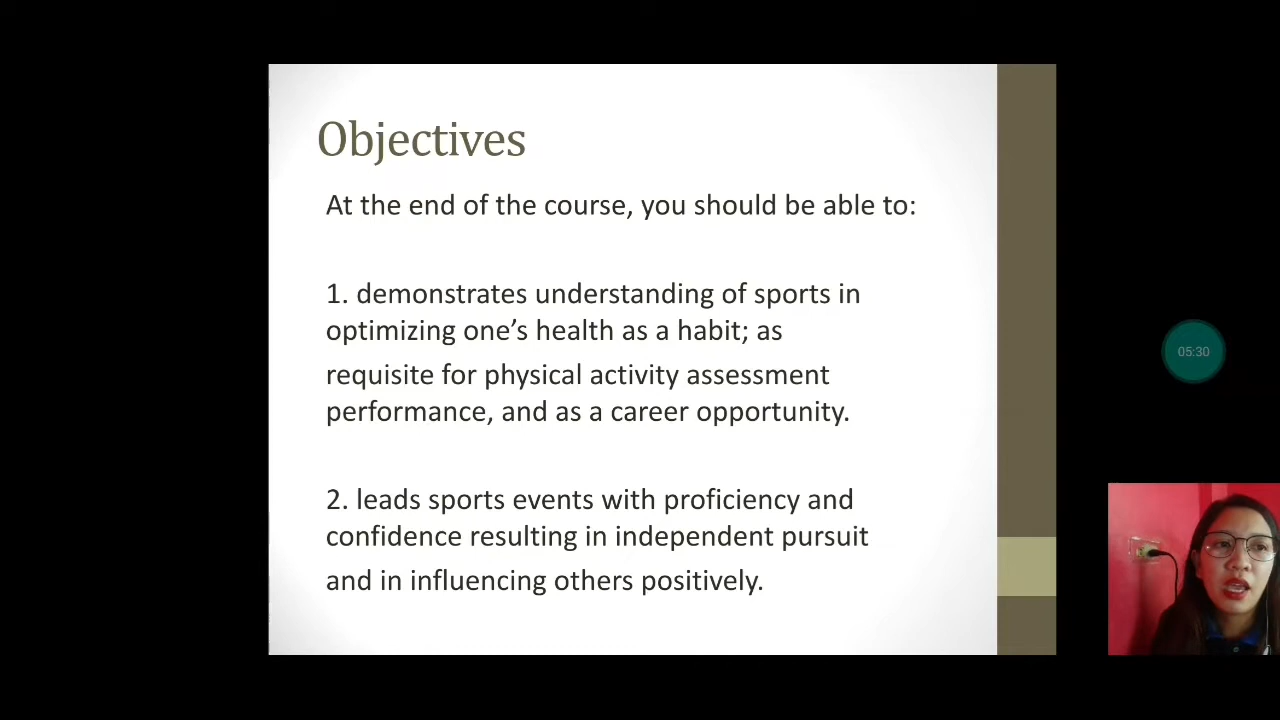 Objectives
At the end of the course, you should be able to:
1. demonstrates understanding of sports in
optimizing one’s health as a habit; as
requisite for physical activity assessment
performance, and as a career opportunity.
2. leads sports events with proficiency and
confidence resulting in independent pursuit
and in influencing others positively.
05:30